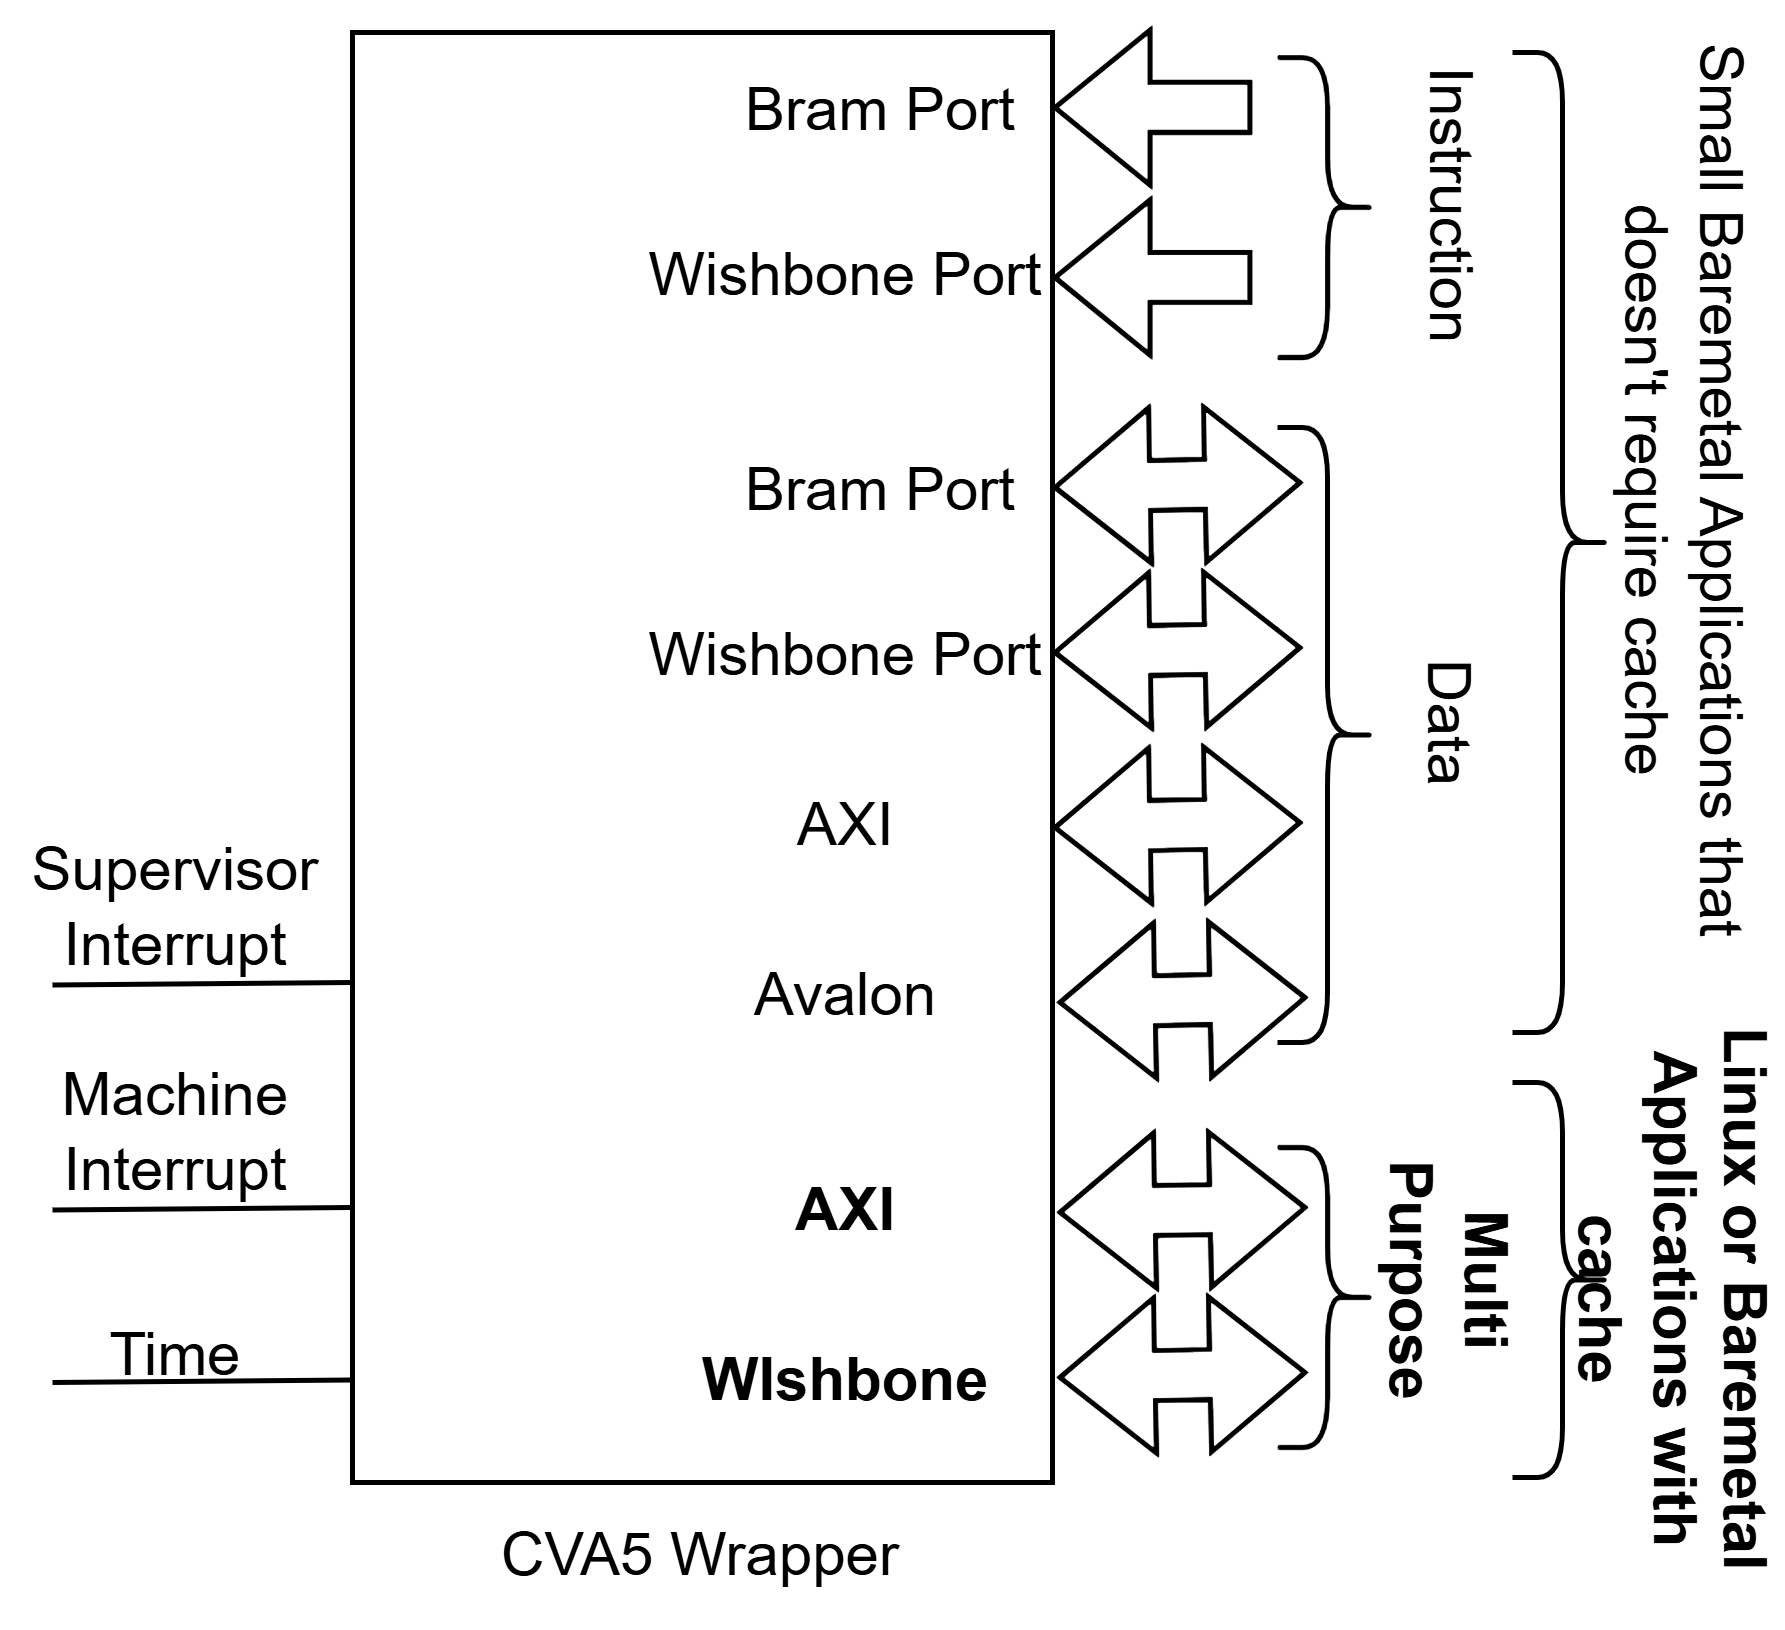 Bram Port
Wishbone Port
Bram Port
Wishbone Port
AXI
Avalon
AXI
WIshbone
Supervisor
Interrupt
Machine
Interrupt
Time
Instruction
Data
Multi
Purpose
Small Baremetal Applications that
doesn't require cache
Linux or Baremetal
Applications with
cache
CVA5 Wrapper